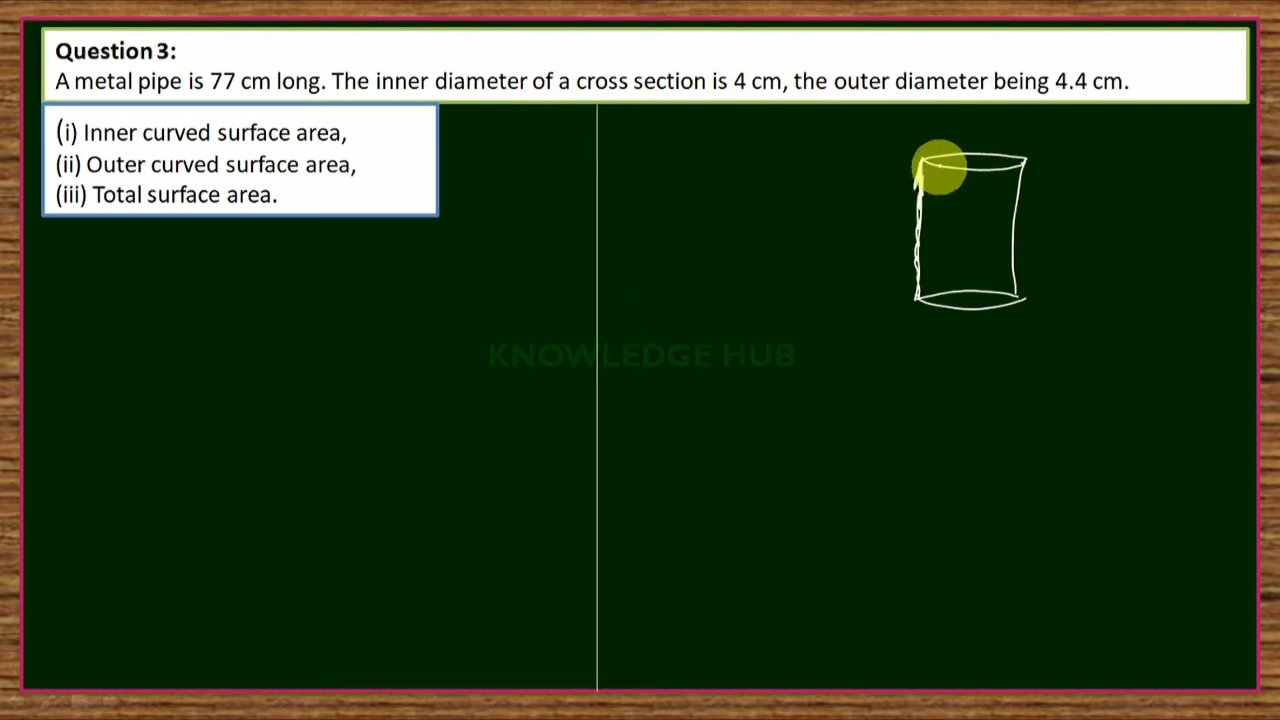 Question 3:
A metal pipe is 77 cm long. The inner diameter of a cross section is 4 cm, the outer diameter being 4.4 cm.
(i) Inner curved surface area,
(ii) Outer curved surface area,
(iii) Total surface area.
KNOWLEDGE HUB